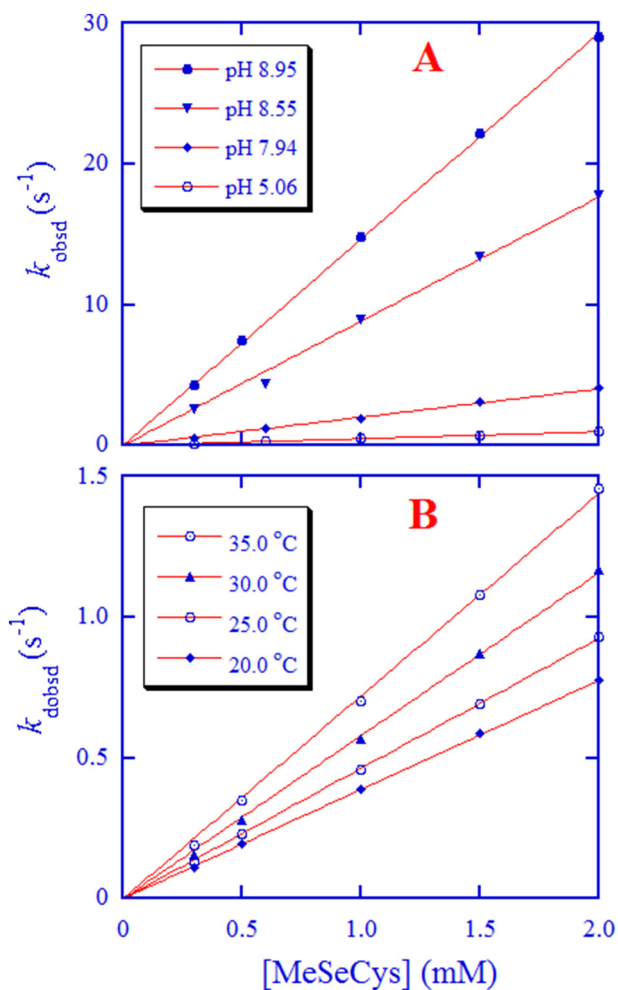 30
A
pH 8.95
pH 8.55
pH 7.94
pH 5.06
20
10
0
k obsd (s⁻¹)
1.5
B
35.0 °C
30.0 °C
25.0 °C
20.0 °C
1.0
0.5
0
k dobsd (s⁻¹)
0 0.5 1.0 1.5 2.0
[MeSeCys] (mM)